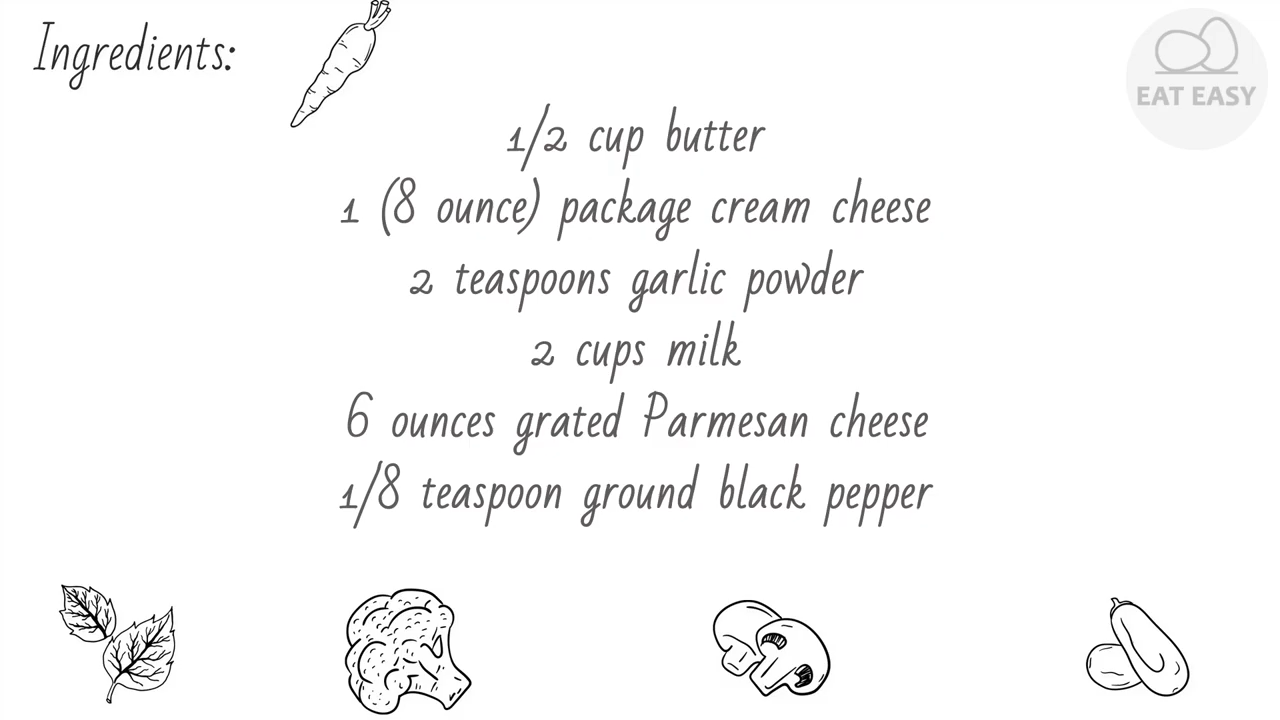 Ingredients:
EAT EASY
1/2 cup butter
1 (8 ounce) package cream cheese
2 teaspoons garlic powder
2 cups milk
6 ounces grated Parmesan cheese
1/8 teaspoon ground black pepper